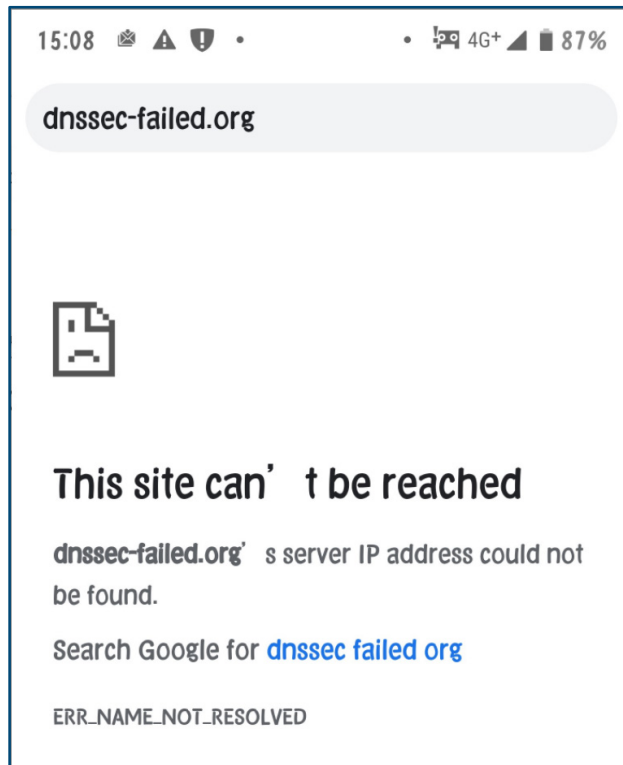 15:08 4G+ 87%
dnssec-failed.org
This site can’t be reached
dnssec-failed.org’s server IP address could not
be found.
Search Google for dnssec failed org
ERR_NAME_NOT_RESOLVED